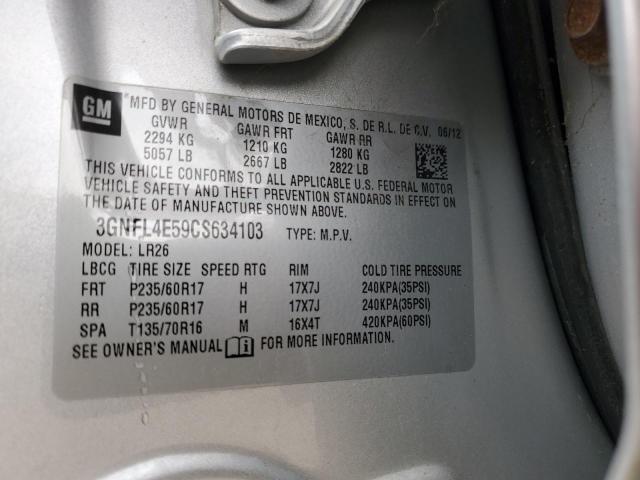 GM
MFD BY GENERAL MOTORS DE MEXICO, S. DE R.L. DE C.V. 06/12
GVWR GAWR FRT GAWR RR
2294 KG 1210 KG 1280 KG
5057 LB 2667 LB 2822 LB
THIS VEHICLE CONFORMS TO ALL APPLICABLE U.S. FEDERAL MOTOR
VEHICLE SAFETY AND THEFT PREVENTION STANDARDS IN EFFECT ON
THE DATE OF MANUFACTURE SHOWN ABOVE.
3GNFL4E59CS634103 TYPE: M.P.V.
MODEL: LR26
LBCG TIRE SIZE SPEED RTG RIM COLD TIRE PRESSURE
FRT P235/60R17 H 17X7J 240KPA(35PSI)
RR P235/60R17 H 17X7J 240KPA(35PSI)
SPA T135/70R16 M 16X4T 420KPA(60PSI)
SEE OWNER'S MANUAL FOR MORE INFORMATION.